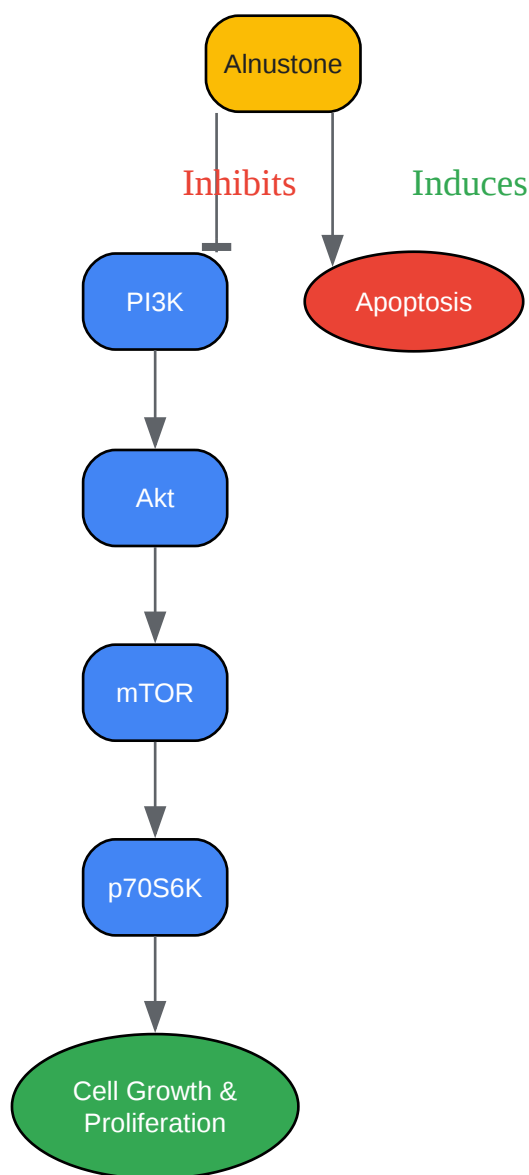 Alnustone
Inhibits
Induces
PI3K
Apoptosis
Akt
mTOR
p70S6K
Cell Growth &
Proliferation